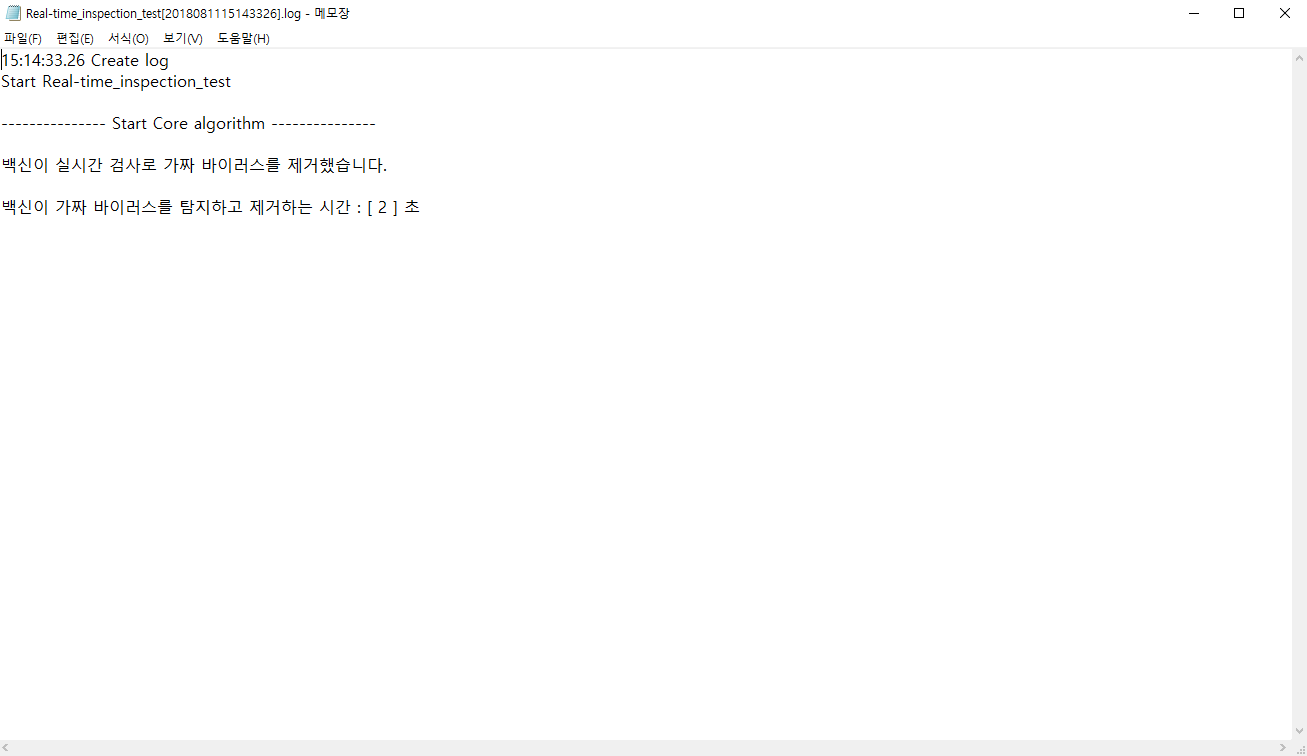 Real-time_inspection_test[2018081115143326].log - 메모장
파일(F) 편집(E) 서식(O) 보기(V) 도움말(H)
15:14:33.26 Create log
Start Real-time_inspection_test
--------------- Start Core algorithm ---------------
백신이 실시간 검사로 가짜 바이러스를 제거했습니다.
백신이 가짜 바이러스를 탐지하고 제거하는 시간 : [ 2 ] 초